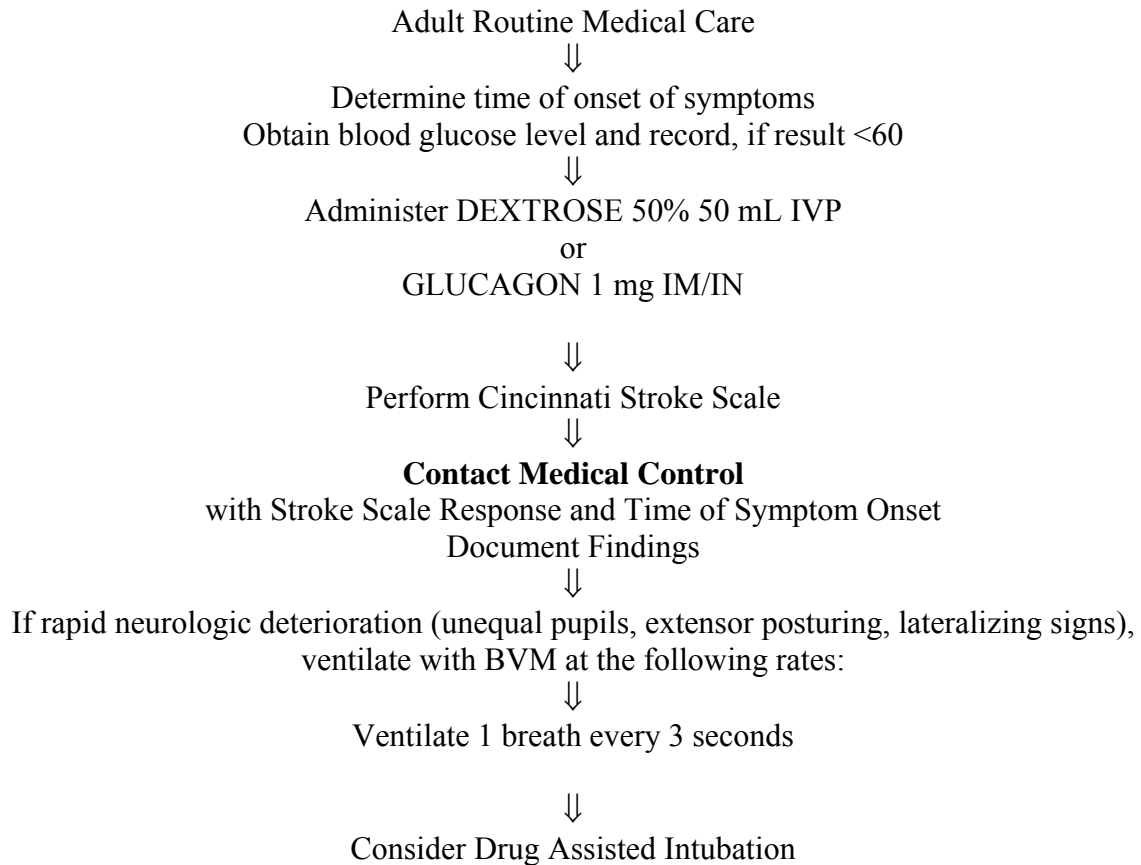 Adult Routine Medical Care
⇓
Determine time of onset of symptoms
Obtain blood glucose level and record, if result <60
⇓
Administer DEXTROSE 50% 50 mL IVP
or
GLUCAGON 1 mg IM/IN
⇓
Perform Cincinnati Stroke Scale
⇓
Contact Medical Control
with Stroke Scale Response and Time of Symptom Onset
Document Findings
⇓
If rapid neurologic deterioration (unequal pupils, extensor posturing, lateralizing signs),
ventilate with BVM at the following rates:
⇓
Ventilate 1 breath every 3 seconds
⇓
Consider Drug Assisted Intubation